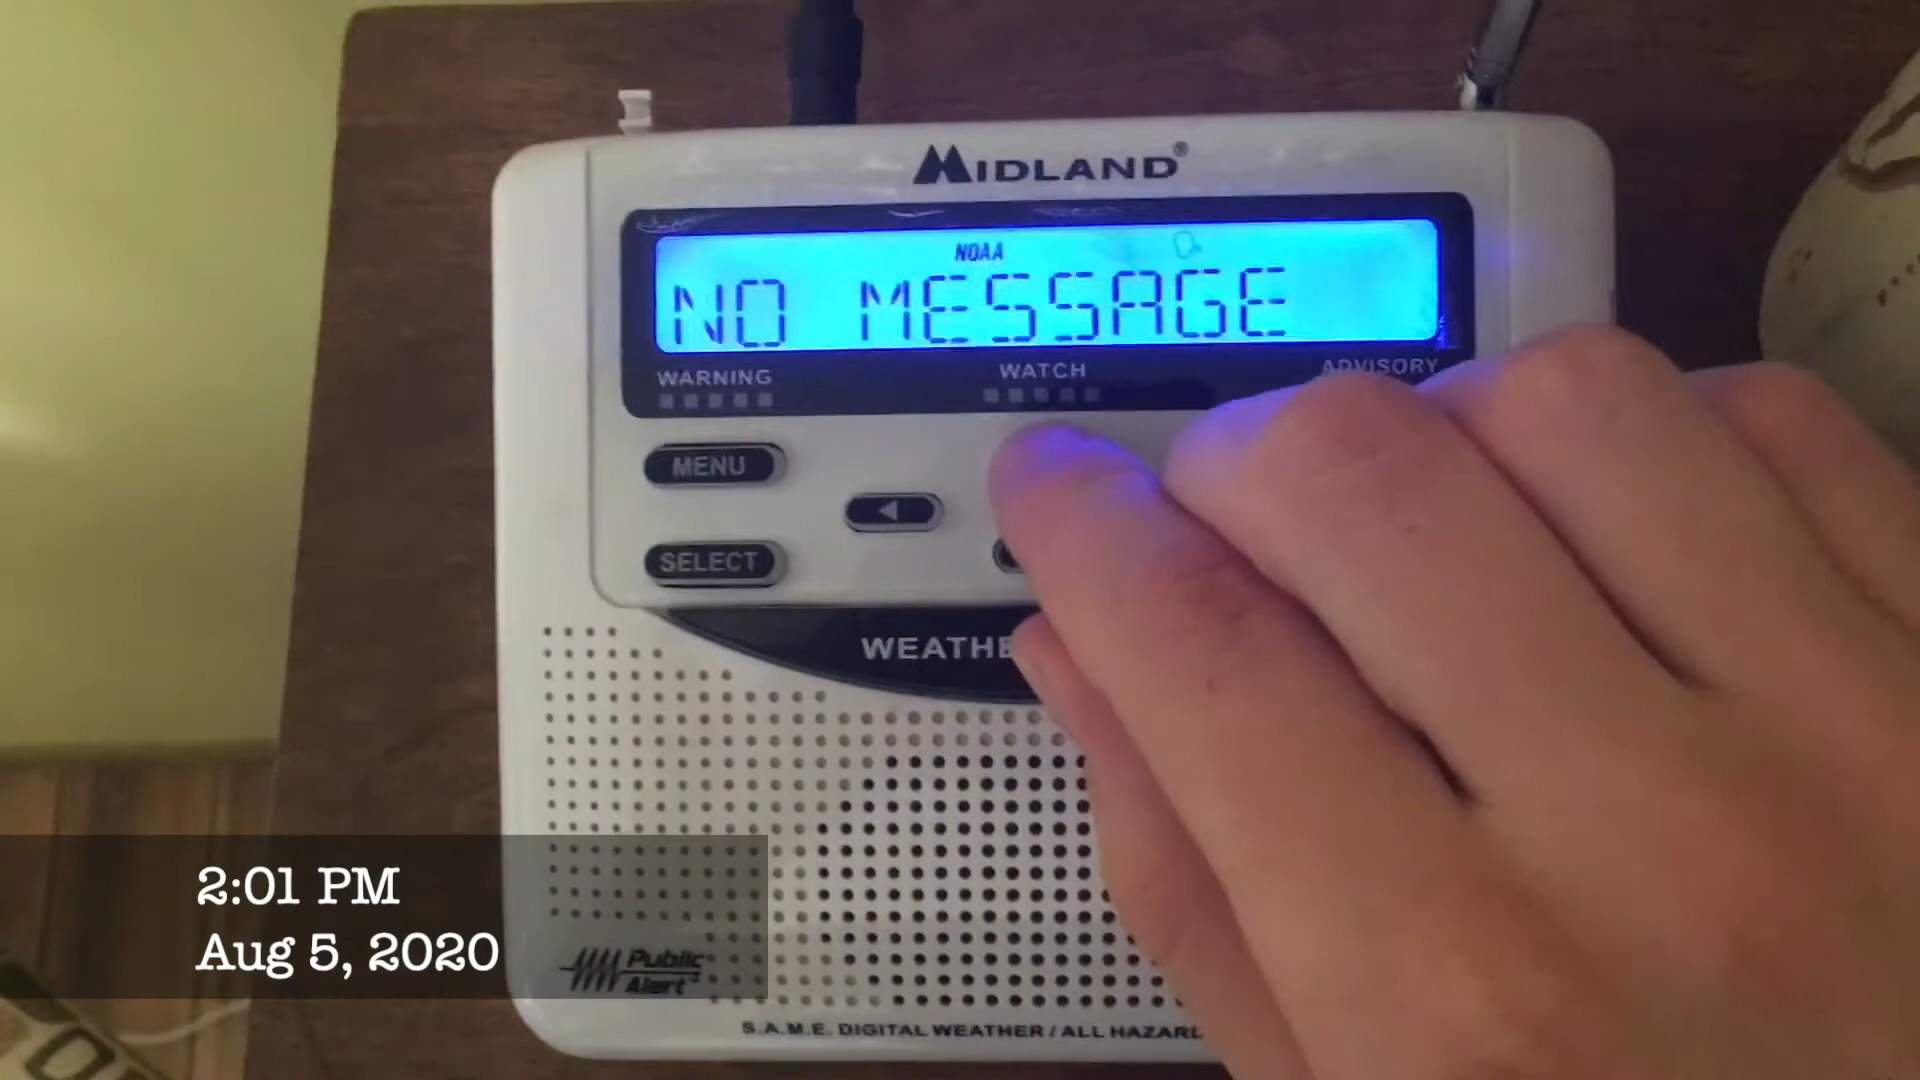 MIDLAND®
NOAA
NO MESSAGE
WARNING
WATCH
ADVISORY
MENU
◀
SELECT
WEATHE
2:01 PM
Aug 5, 2020
Public
Alert
S.A.M.E. DIGITAL WEATHER / ALL HAZARD